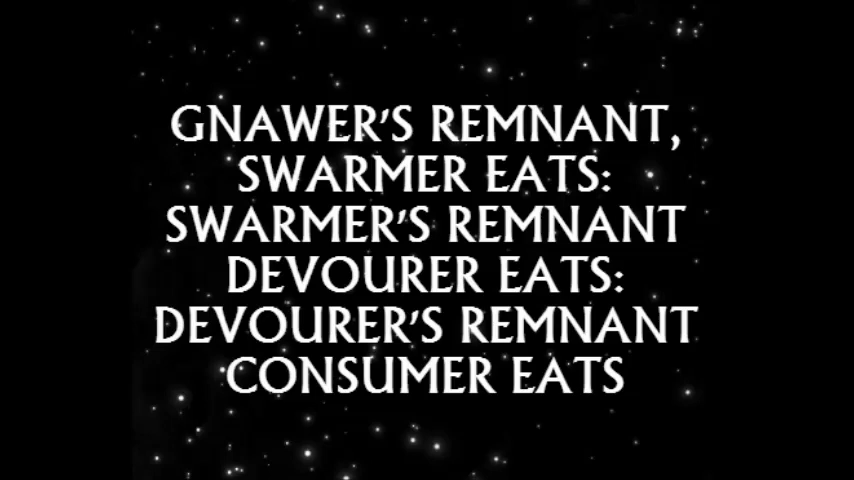 GNAWER'S REMNANT,
SWARMER EATS:
SWARMER'S REMNANT
DEVOURER EATS:
DEVOURER'S REMNANT
CONSUMER EATS